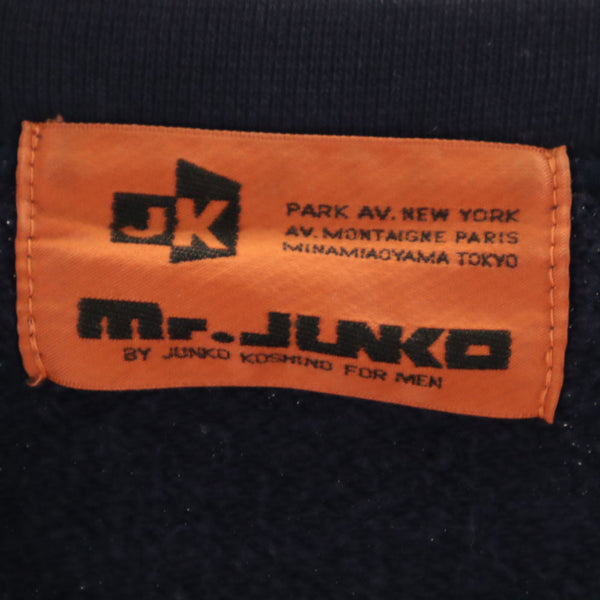 JK
PARK AV. NEW YORK
AV. MONTAIGNE PARIS
MINAMIAOYAMA TOKYO
Mr. JUNKO
BY JUNKO KOSHINO FOR MEN